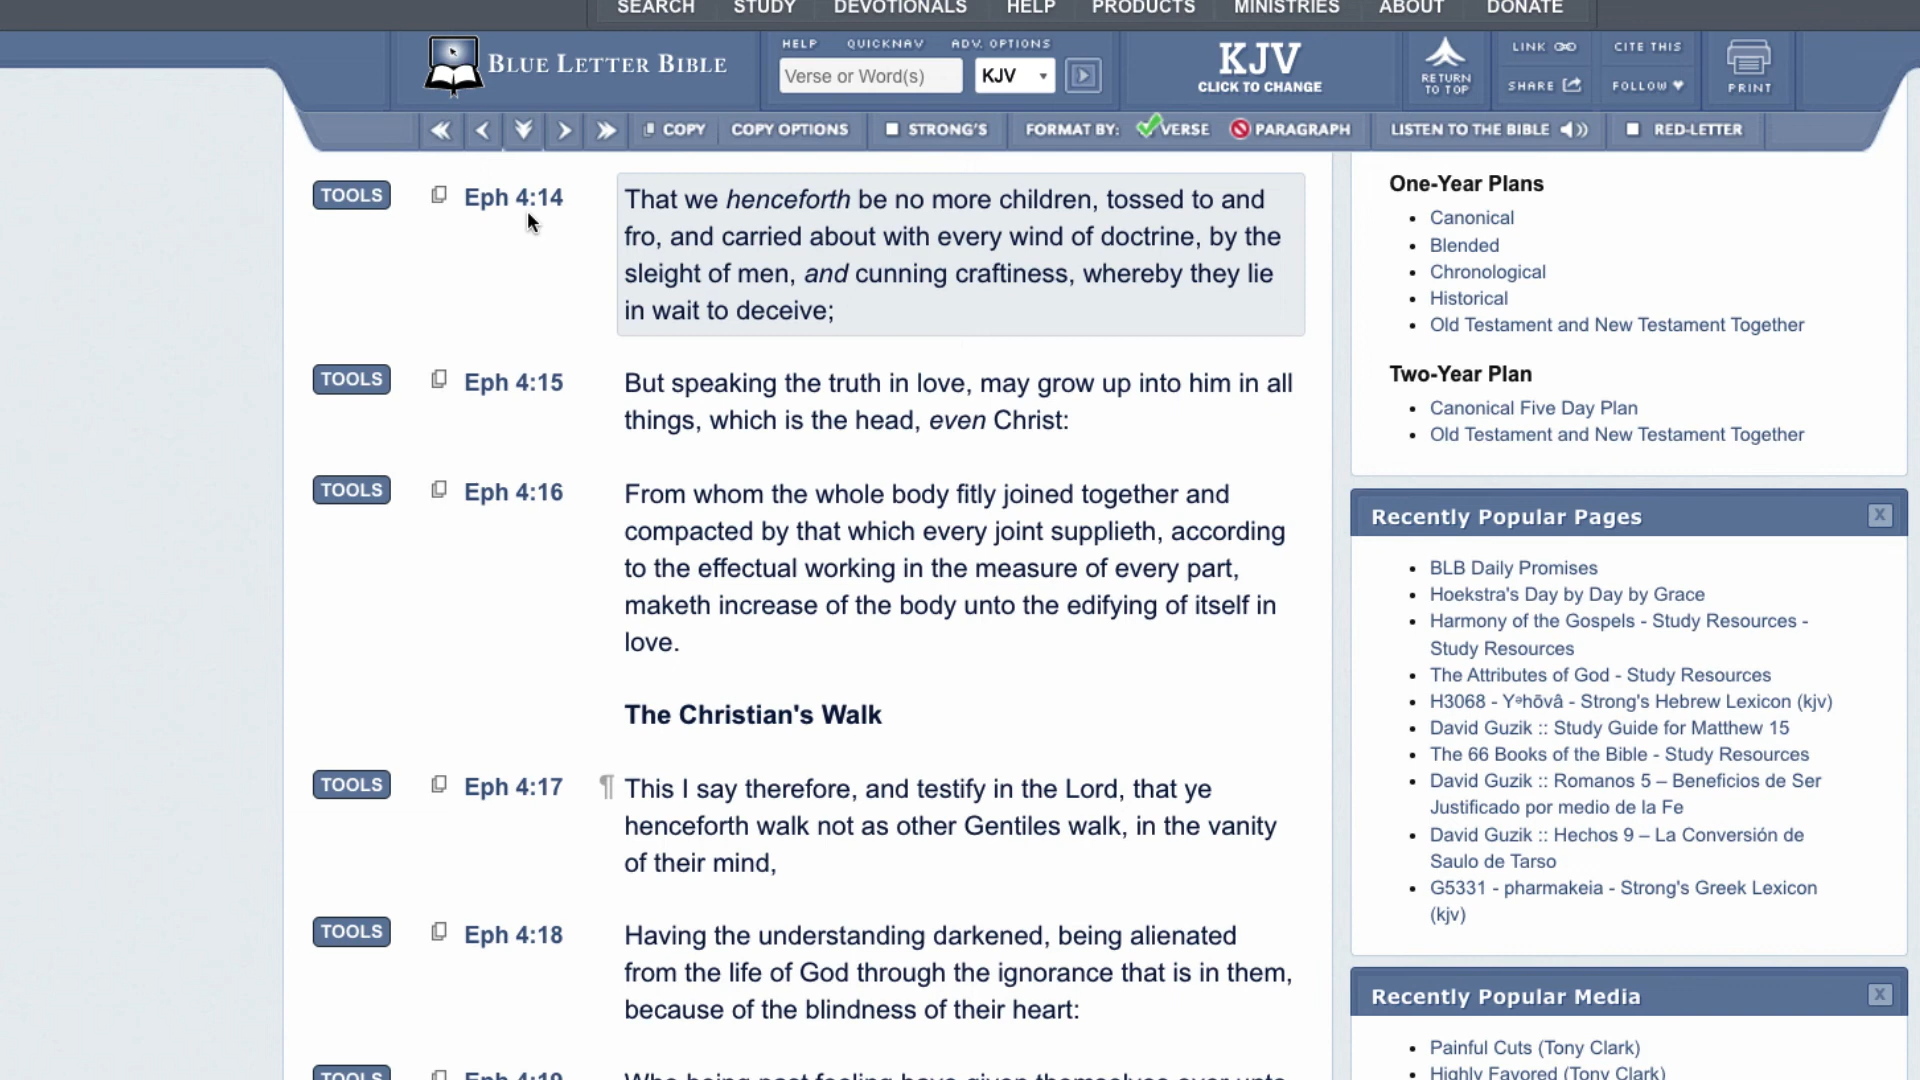 SEARCH STUDY DEVOTIONALS HELP PRODUCTS MINISTRIES ABOUT DONATE
BLUE LETTER BIBLE
HELP QUICKNAV ADV. OPTIONS
Verse or Word(s) KJV
KJV
CLICK TO CHANGE
RETURN
TO TOP
LINK
SHARE
CITE THIS
FOLLOW
PRINT
COPY COPY OPTIONS STRONG'S FORMAT BY: VERSE PARAGRAPH LISTEN TO THE BIBLE RED-LETTER
TOOLS Eph 4:14 That we henceforth be no more children, tossed to and
fro, and carried about with every wind of doctrine, by the
sleight of men, and cunning craftiness, whereby they lie
in wait to deceive;
TOOLS Eph 4:15 But speaking the truth in love, may grow up into him in all
things, which is the head, even Christ:
TOOLS Eph 4:16 From whom the whole body fitly joined together and
compacted by that which every joint supplieth, according
to the effectual working in the measure of every part,
maketh increase of the body unto the edifying of itself in
love.
The Christian's Walk
TOOLS Eph 4:17 ¶ This I say therefore, and testify in the Lord, that ye
henceforth walk not as other Gentiles walk, in the vanity
of their mind,
TOOLS Eph 4:18 Having the understanding darkened, being alienated
from the life of God through the ignorance that is in them,
because of the blindness of their heart:
TOOLS Eph 4:19 Who being past feeling have given themselves over unto
One-Year Plans
Canonical
Blended
Chronological
Historical
Old Testament and New Testament Together
Two-Year Plan
Canonical Five Day Plan
Old Testament and New Testament Together
Recently Popular Pages X
BLB Daily Promises
Hoekstra's Day by Day by Grace
Harmony of the Gospels - Study Resources -
Study Resources
The Attributes of God - Study Resources
H3068 - Yᵊhōvâ - Strong's Hebrew Lexicon (kjv)
David Guzik :: Study Guide for Matthew 15
The 66 Books of the Bible - Study Resources
David Guzik :: Romanos 5 – Beneficios de Ser
Justificado por medio de la Fe
David Guzik :: Hechos 9 – La Conversión de
Saulo de Tarso
G5331 - pharmakeia - Strong's Greek Lexicon
(kjv)
Recently Popular Media X
Painful Cuts (Tony Clark)
Highly Favored (Tony Clark)